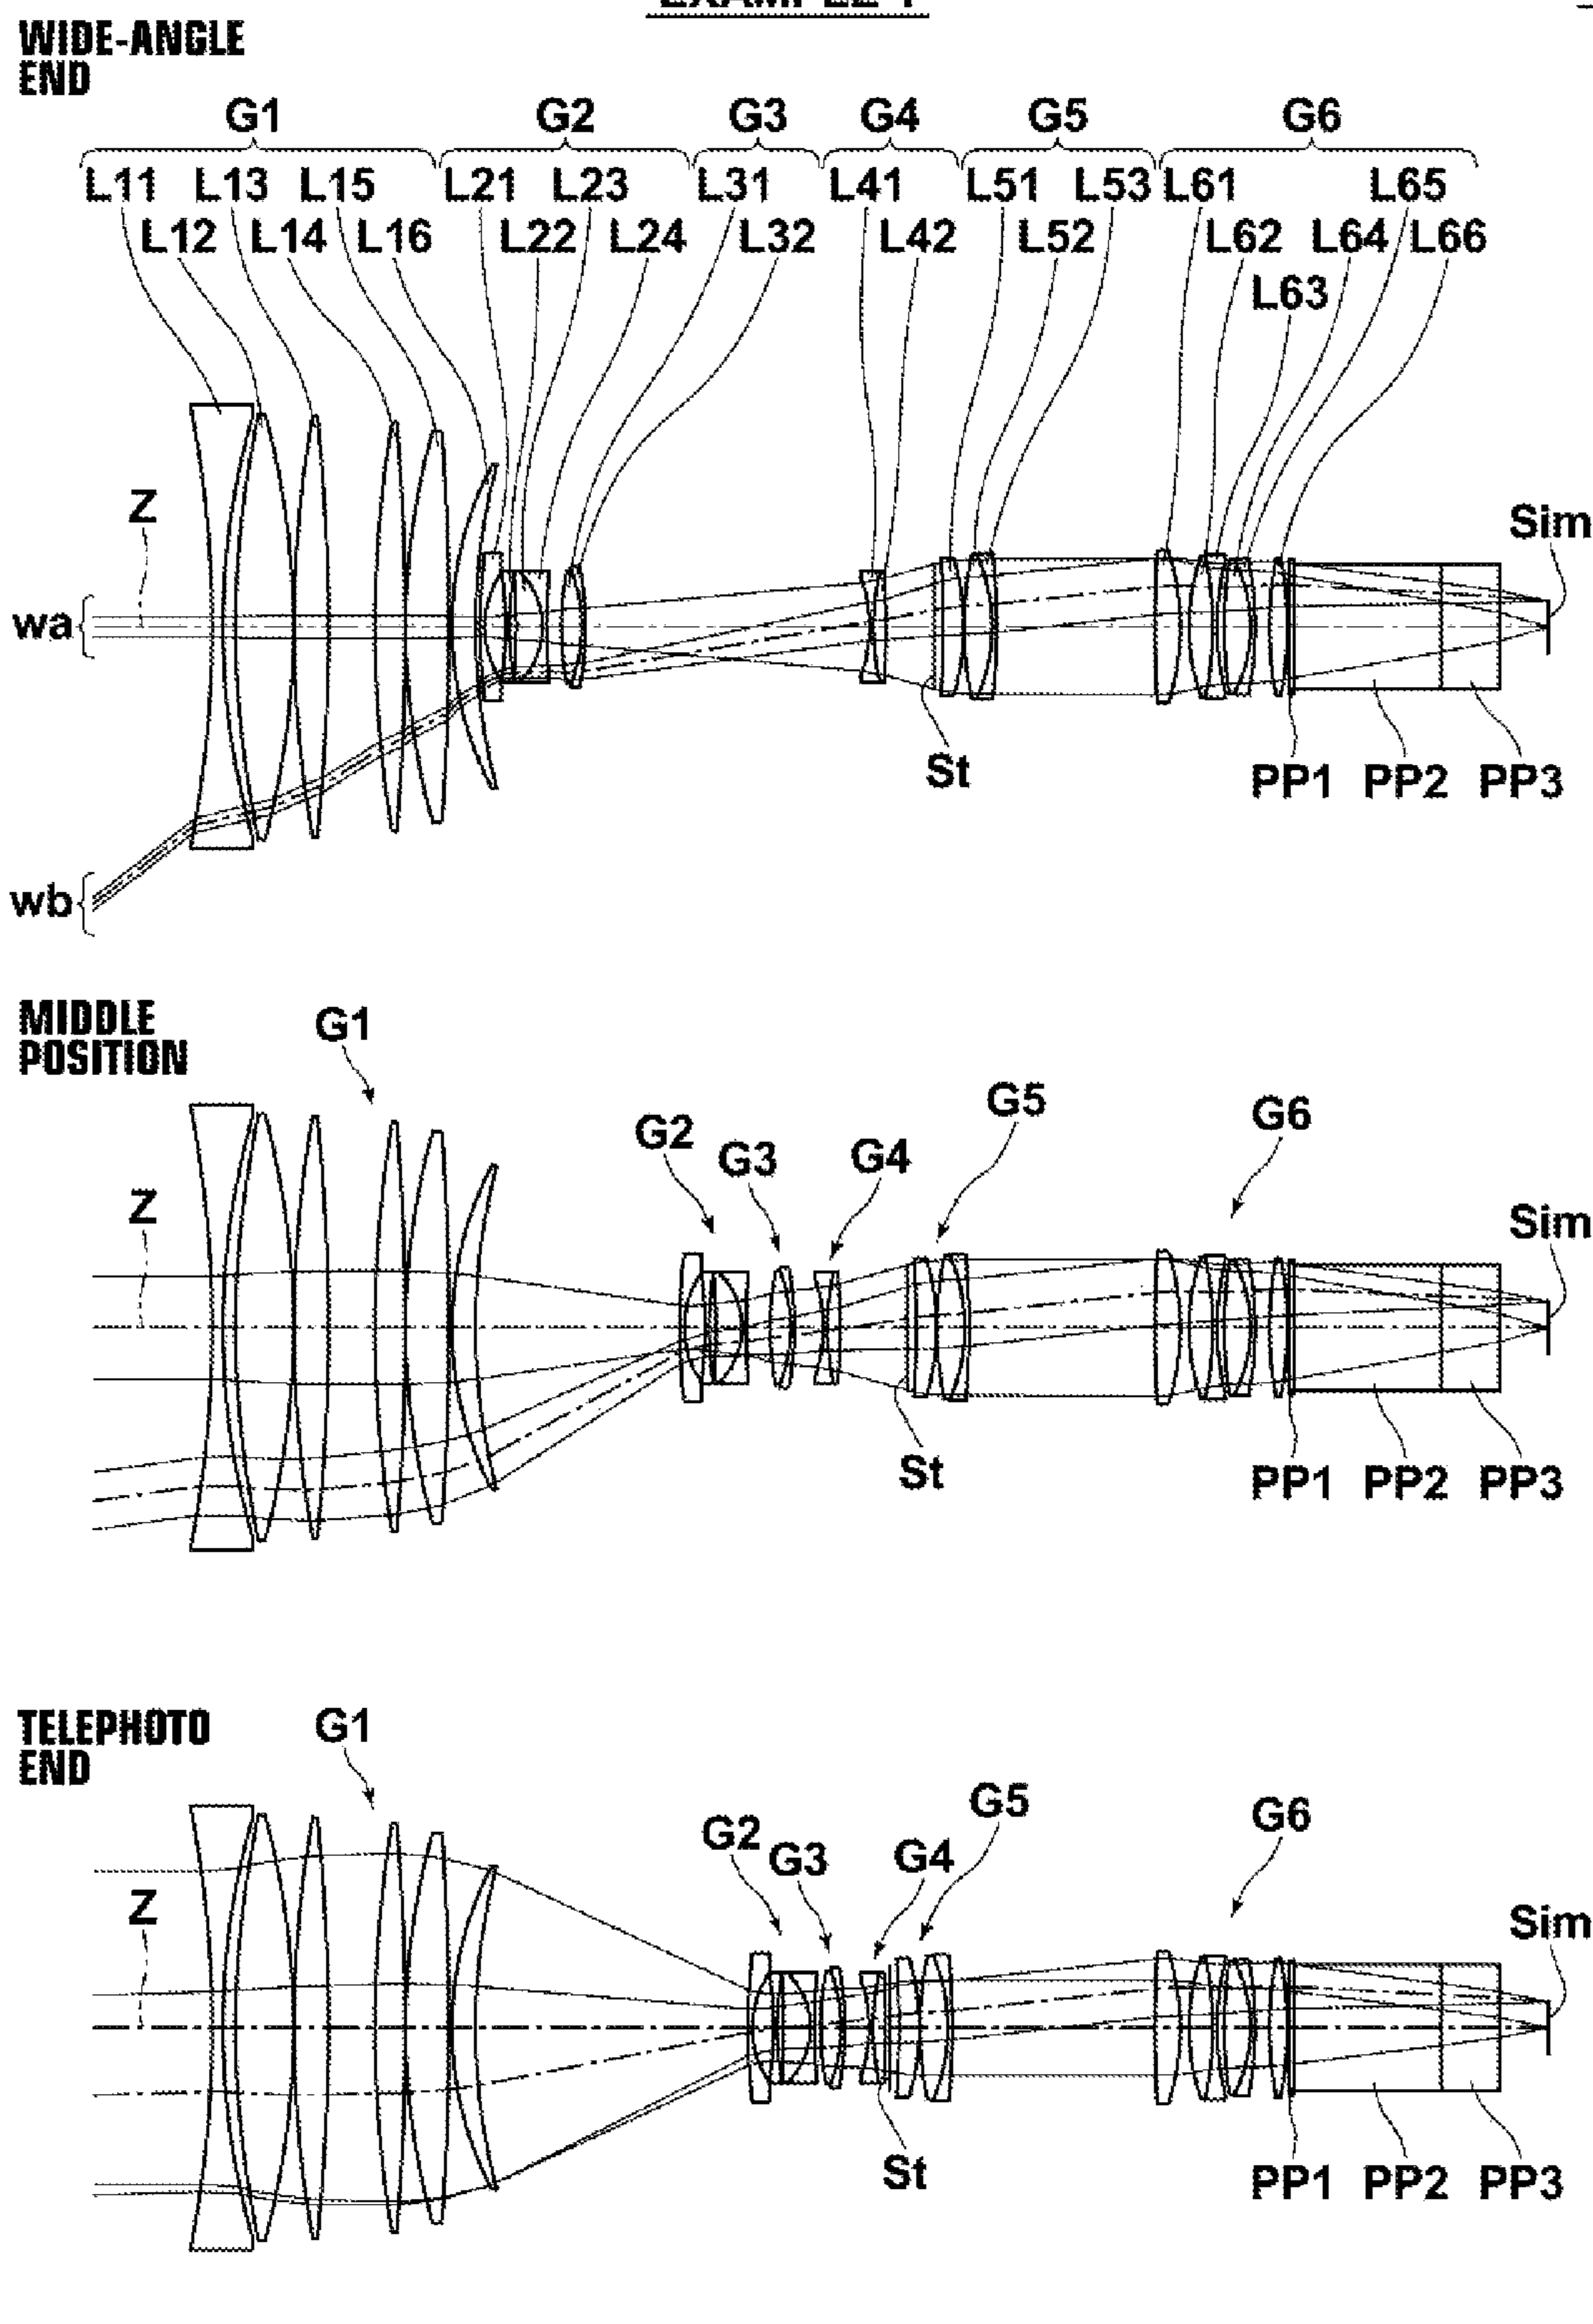 WIDE-ANGLE
END
G1 G2 G3 G4 G5 G6
L11 L13 L15 L21 L23 L31 L41 L51 L53 L61 L65
L12 L14 L16 L22 L24 L32 L42 L52 L62 L64 L66
L63
Z
Sim
wa
St
PP1 PP2 PP3
wb
MIDDLE
POSITION
G1
G5
G6
G2
G3
G4
Z
Sim
St
PP1 PP2 PP3
TELEPHOTO
END
G1
G5
G6
G2
G3
G4
Z
Sim
St
PP1 PP2 PP3